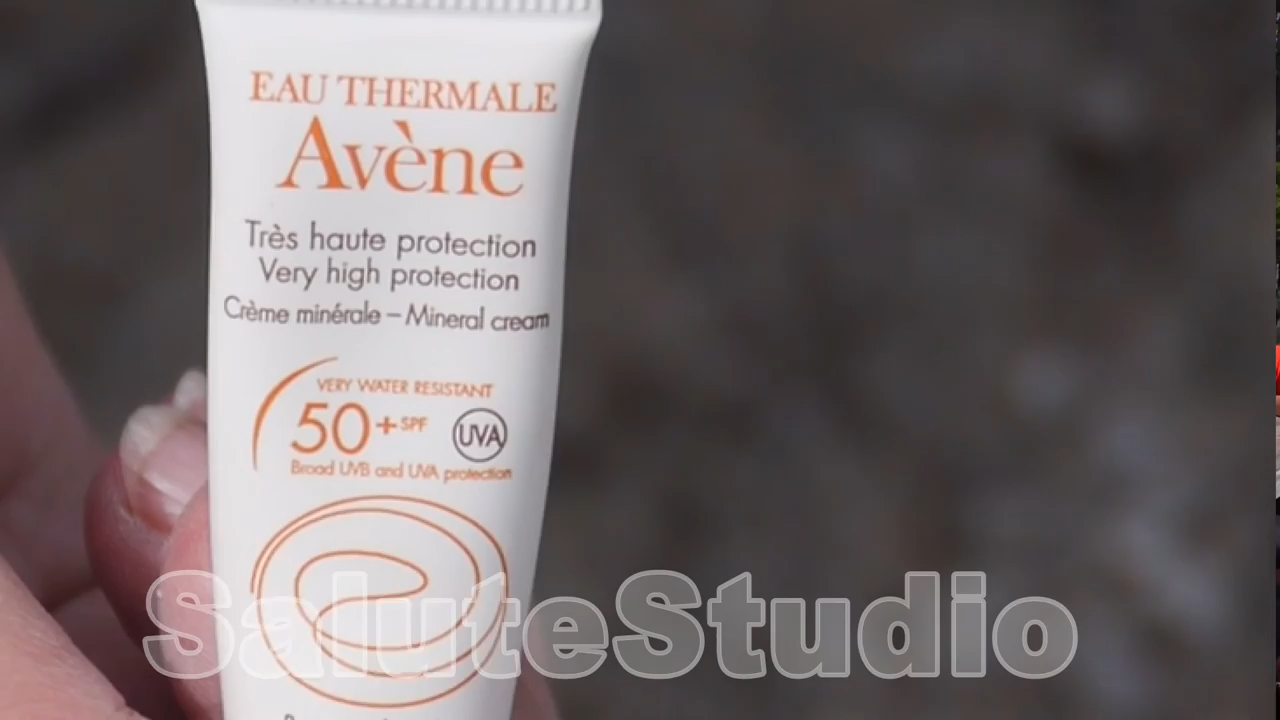 EAU THERMALE
Avène
Très haute protection
Very high protection
Crème minérale – Mineral cream
VERY WATER RESISTANT
50+ SPF
UVA
Broad UVB and UVA protection
SaluteStudio